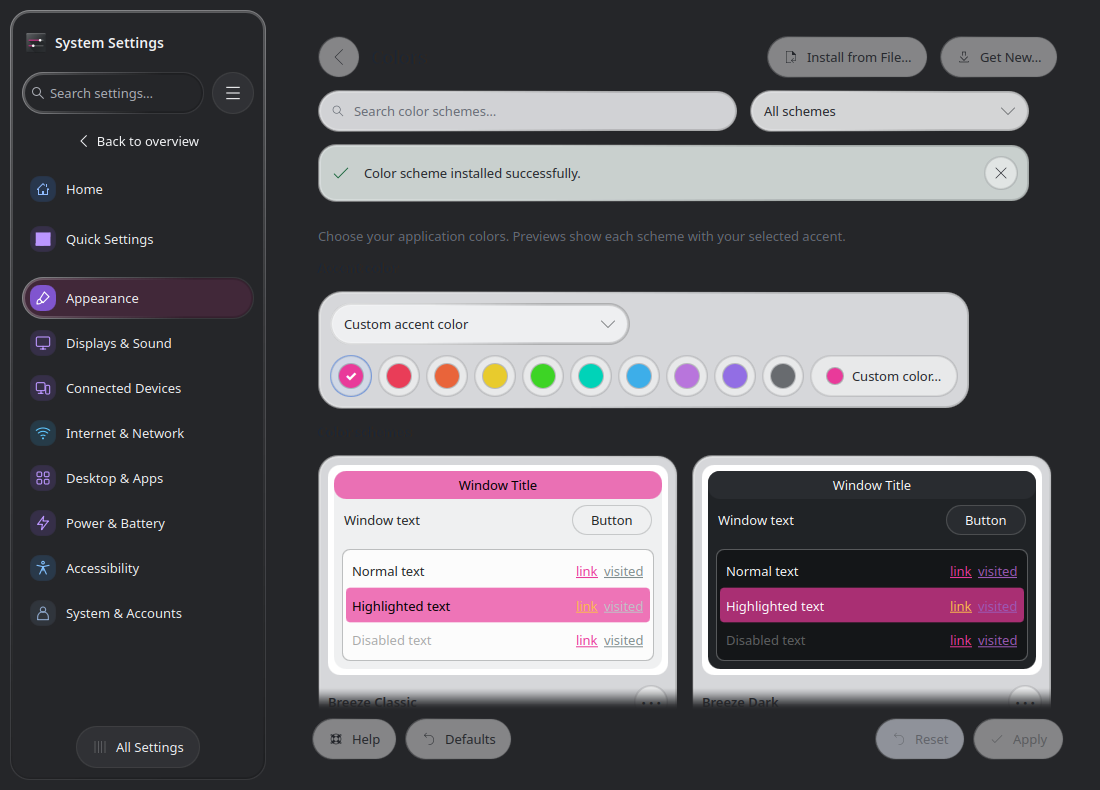 System Settings
Search settings...
Back to overview
Home
Quick Settings
Appearance
Displays & Sound
Connected Devices
Internet & Network
Desktop & Apps
Power & Battery
Accessibility
System & Accounts
All Settings
Install from File...
Get New...
Search color schemes...
All schemes
Color scheme installed successfully.
Choose your application colors. Previews show each scheme with your selected accent.
Custom accent color
Custom color...
Window Title
Window text
Button
Normal text link visited
Highlighted text link visited
Disabled text link visited
Breeze Classic
Window Title
Window text
Button
Normal text link visited
Highlighted text link visited
Disabled text link visited
Breeze Dark
Help
Defaults
Reset
Apply